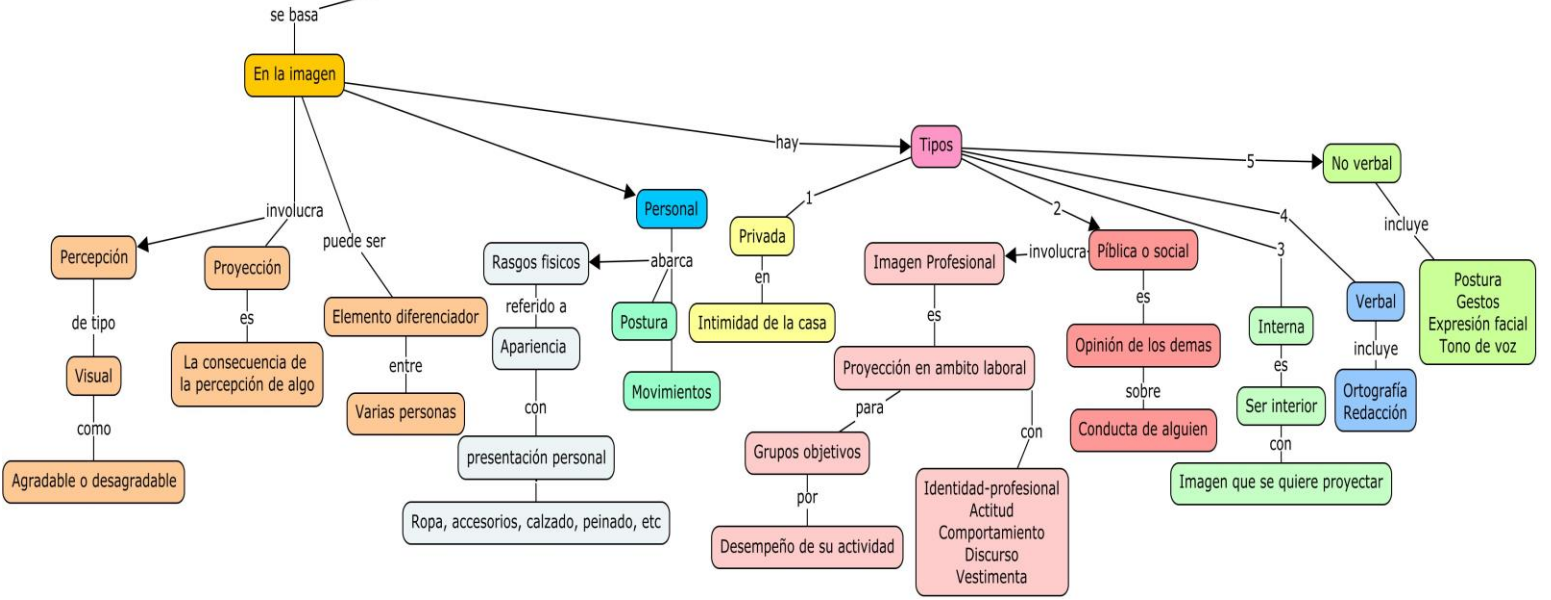 se basa
En la imagen
hay
Tipos
5
No verbal
1
2
4
3
incluye
involucra
Personal
Privada
puede ser
Percepción
Proyección
Rasgos fisicos
abarca
Imagen Profesional
involucra
Píblica o social
en
es
Postura
Gestos
Expresión facial
Tono de voz
de tipo
es
Elemento diferenciador
referido a
Postura
Intimidad de la casa
es
Verbal
Interna
Apariencia
Opinión de los demas
incluye
La consecuencia de
la percepción de algo
entre
Proyección en ambito laboral
es
Visual
Movimientos
sobre
Ortografía
Redacción
Varias personas
con
para
Ser interior
como
con
Conducta de alguien
con
presentación personal
Grupos objetivos
Agradable o desagradable
Imagen que se quiere proyectar
por
Identidad-profesional
Actitud
Comportamiento
Discurso
Vestimenta
Ropa, accesorios, calzado, peinado, etc
Desempeño de su actividad